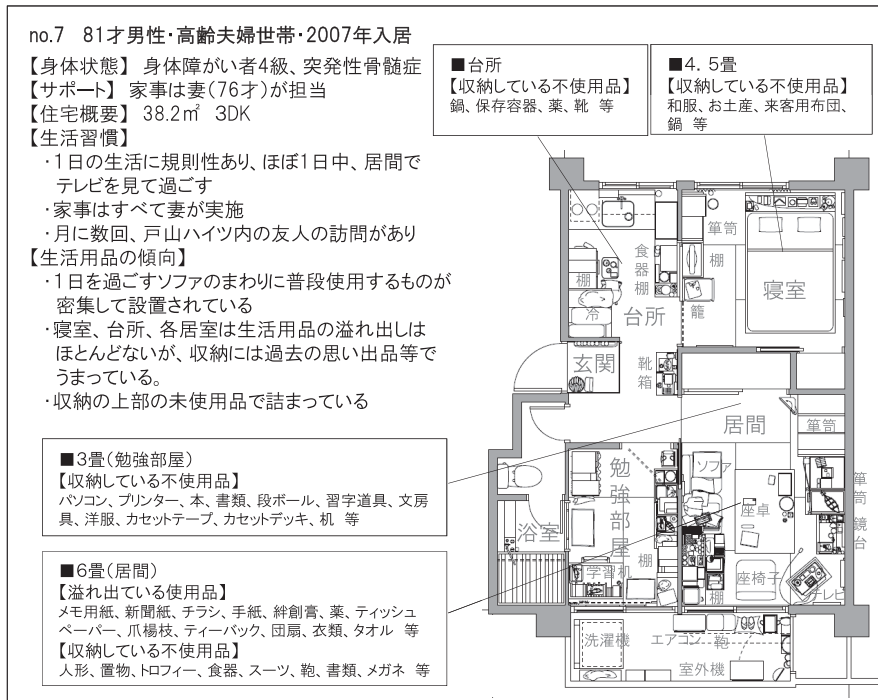 no.7 81才男性・高齢夫婦世帯・2007年入居
【身体状態】 身体障がい者4級、突発性骨髄症
【サポート】 家事は妻(76才)が担当
【住宅概要】 38.2㎡ 3DK
【生活習慣】
・1日の生活に規則性あり、ほぼ1日中、居間で
テレビを見て過ごす
・家事はすべて妻が実施
・月に数回、戸山ハイツ内の友人の訪問があり
【生活用品の傾向】
・1日を過ごすソファのまわりに普段使用するものが
密集して設置されている
・寝室、台所、各居室は生活用品の溢れ出しは
ほとんどないが、収納には過去の思い出品等で
うまっている。
・収納の上部の未使用品で詰まっている
■台所
【収納している不使用品】
鍋、保存容器、薬、靴 等
■4.5畳
【収納している不使用品】
和服、お土産、来客用布団、
鍋 等
■3畳(勉強部屋)
【収納している不使用品】
パソコン、プリンター、本、書類、段ボール、習字道具、文房
具、洋服、カセットテープ、カセットデッキ、机 等
■6畳(居間)
【溢れ出ている使用品】
メモ用紙、新聞紙、チラシ、手紙、絆創膏、薬、ティッシュ
ペーパー、爪楊枝、ティーバック、団扇、衣類、タオル 等
【収納している不使用品】
人形、置物、トロフィー、食器、スーツ、鞄、書類、メガネ 等
箪笥
棚
食器棚
棚
寝室
籠
冷
台所
玄関
靴箱
居間
箪笥
勉強部屋
ソファ
箪笥
座卓
鏡台
浴室
学習机
棚
座椅子
棚
テレビ
洗濯機
エアコン
鞄
室外機